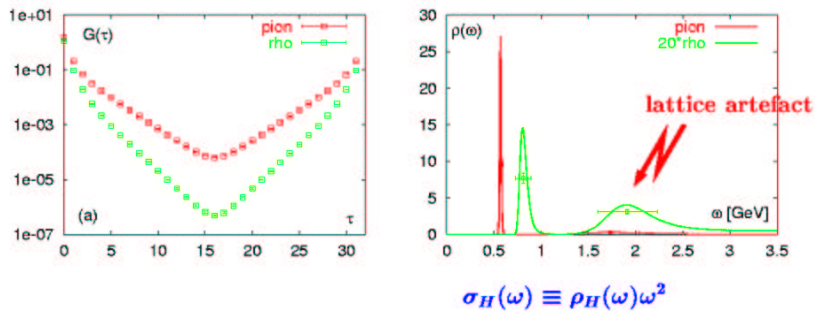 1e+01
1e-01
1e-03
1e-05
1e-07
G(τ)
pion
rho
(a)
τ
0 5 10 15 20 25 30
30
25
20
15
10
5
0
ρ(ω)
pion
20*rho
lattice artefact
ω [GeV]
0 0.5 1 1.5 2 2.5 3 3.5
σ_H(ω) ≡ ρ_H(ω)ω²